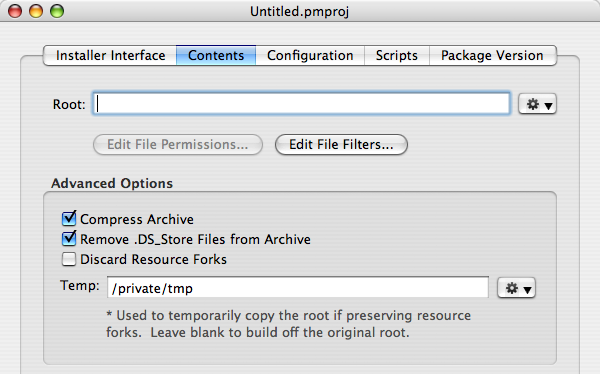 Untitled.pmproj
Installer Interface Contents Configuration Scripts Package Version
Root:
Edit File Permissions... Edit File Filters...
Advanced Options
Compress Archive
Remove .DS_Store Files from Archive
Discard Resource Forks
Temp: /private/tmp
* Used to temporarily copy the root if preserving resource
forks.  Leave blank to build off the original root.